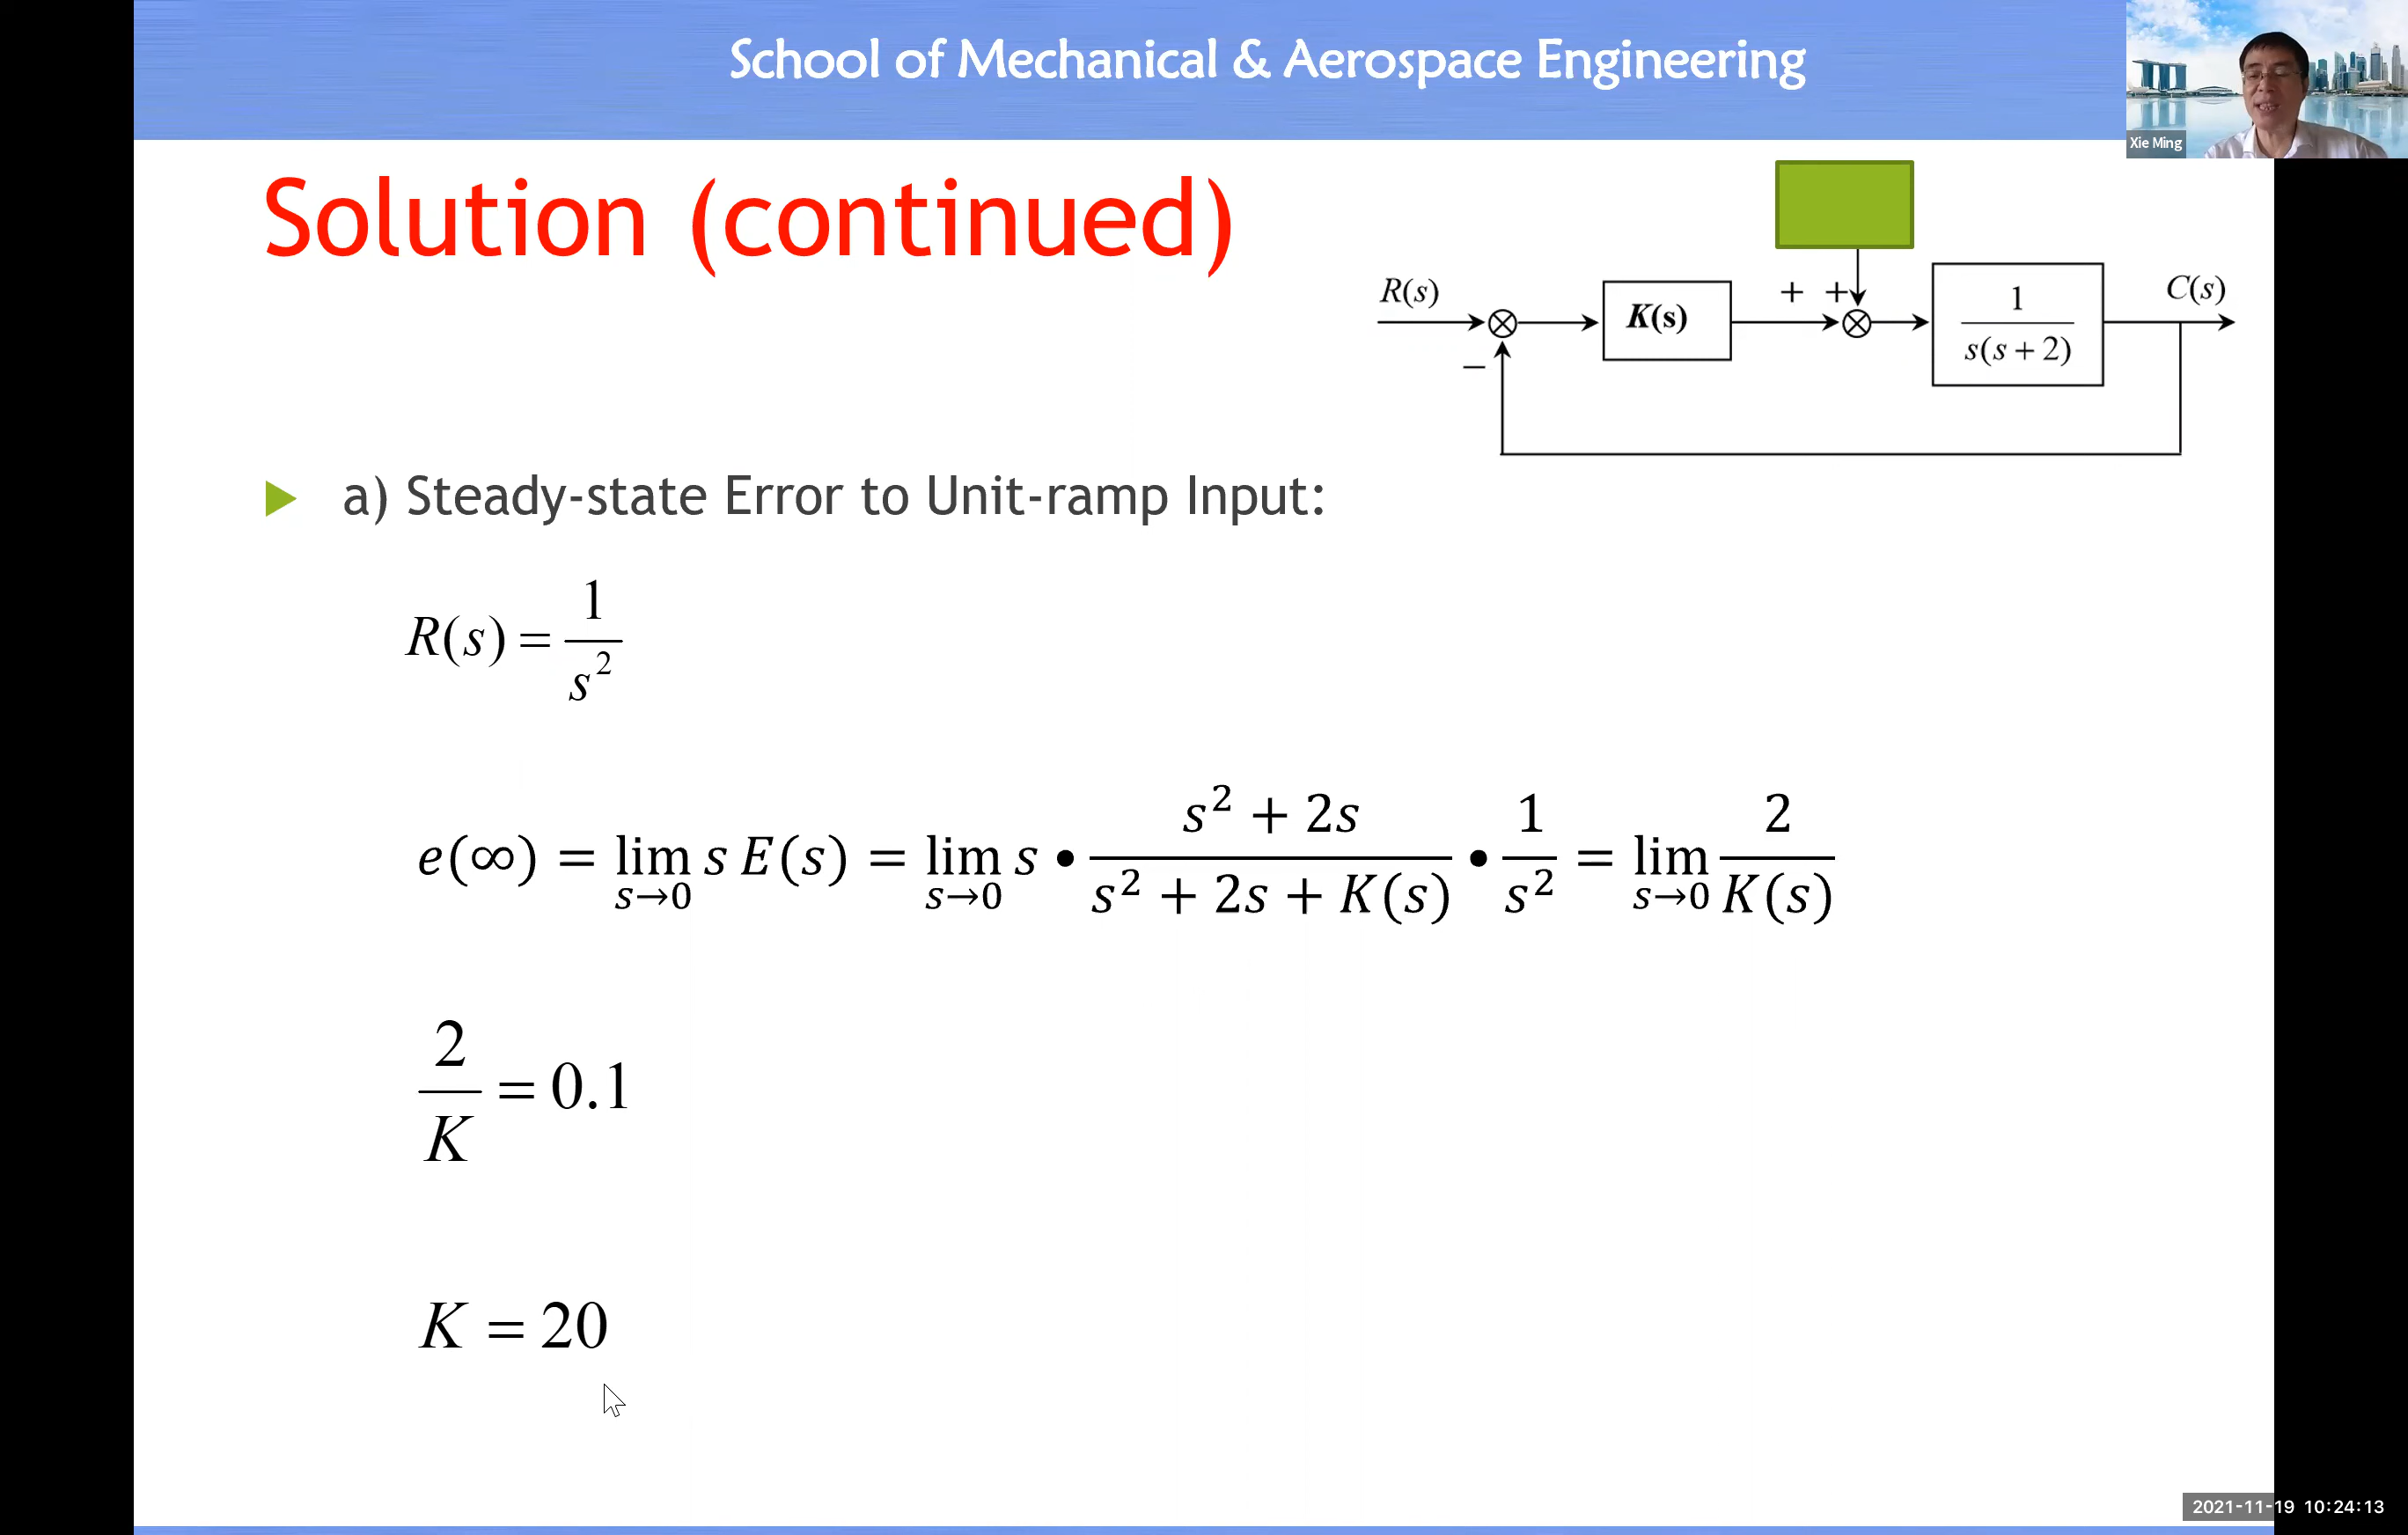 School of Mechanical & Aerospace Engineering
Xie Ming
Solution (continued)
R(s)
−
K(s)
+ +
1
s(s + 2)
C(s)
a) Steady-state Error to Unit-ramp Input:
R(s) = 1/s²
e(∞) = lim s→0 s E(s) = lim s→0 s • (s² + 2s)/(s² + 2s + K(s)) • 1/s² = lim s→0 2/K(s)
2/K = 0.1
K = 20
2021-11-19 10:24:13